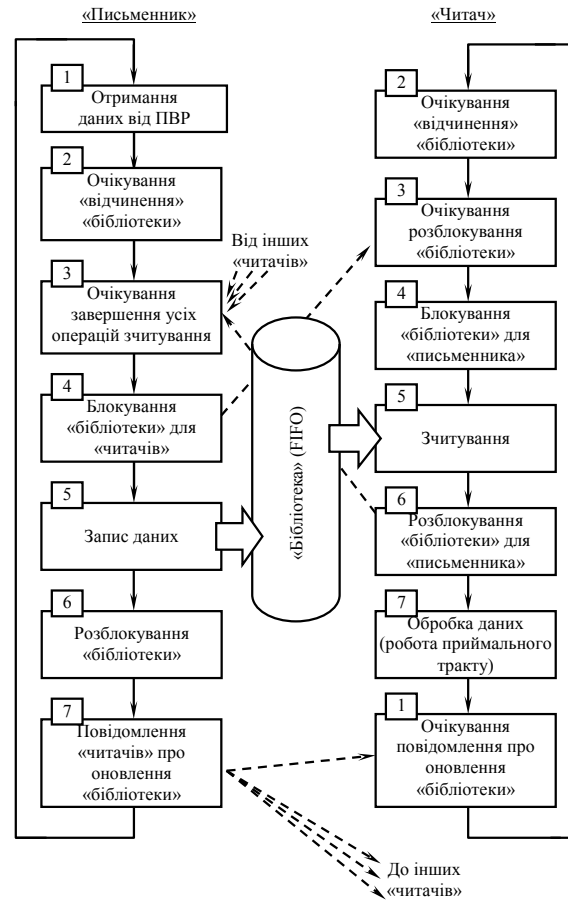 «Письменник»
1
Отримання
даних від ПВР
2
Очікування
«відчинення»
«бібліотеки»
3
Очікування
завершення усіх
операцій зчитування
4
Блокування
«бібліотеки» для
«читачів»
5
Запис даних
6
Розблокування
«бібліотеки»
7
Повідомлення
«читачів» про
оновлення
«бібліотеки»
Від інших
«читачів»
«Бібліотека» (FIFO)
До інших
«читачів»
«Читач»
2
Очікування
«відчинення»
«бібліотеки»
3
Очікування
розблокування
«бібліотеки»
4
Блокування
«бібліотеки» для
“письменника”
5
Зчитування
6
Розблокування
«бібліотеки» для
«письменника»
7
Обробка даних
(робота приймального
тракту)
1
Очікування
повідомлення про
оновлення
«бібліотеки»